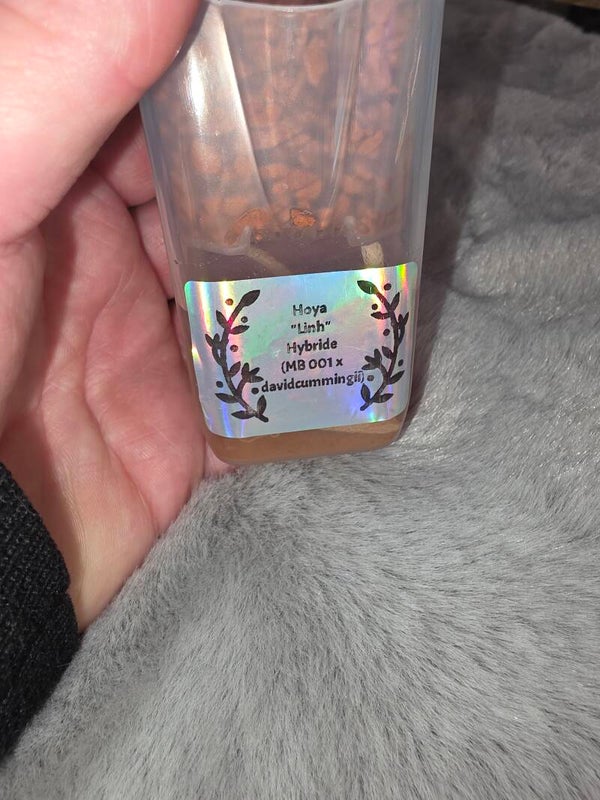 Hoya
"Linh"
Hybride
(MB 001 x
davidcummingii)